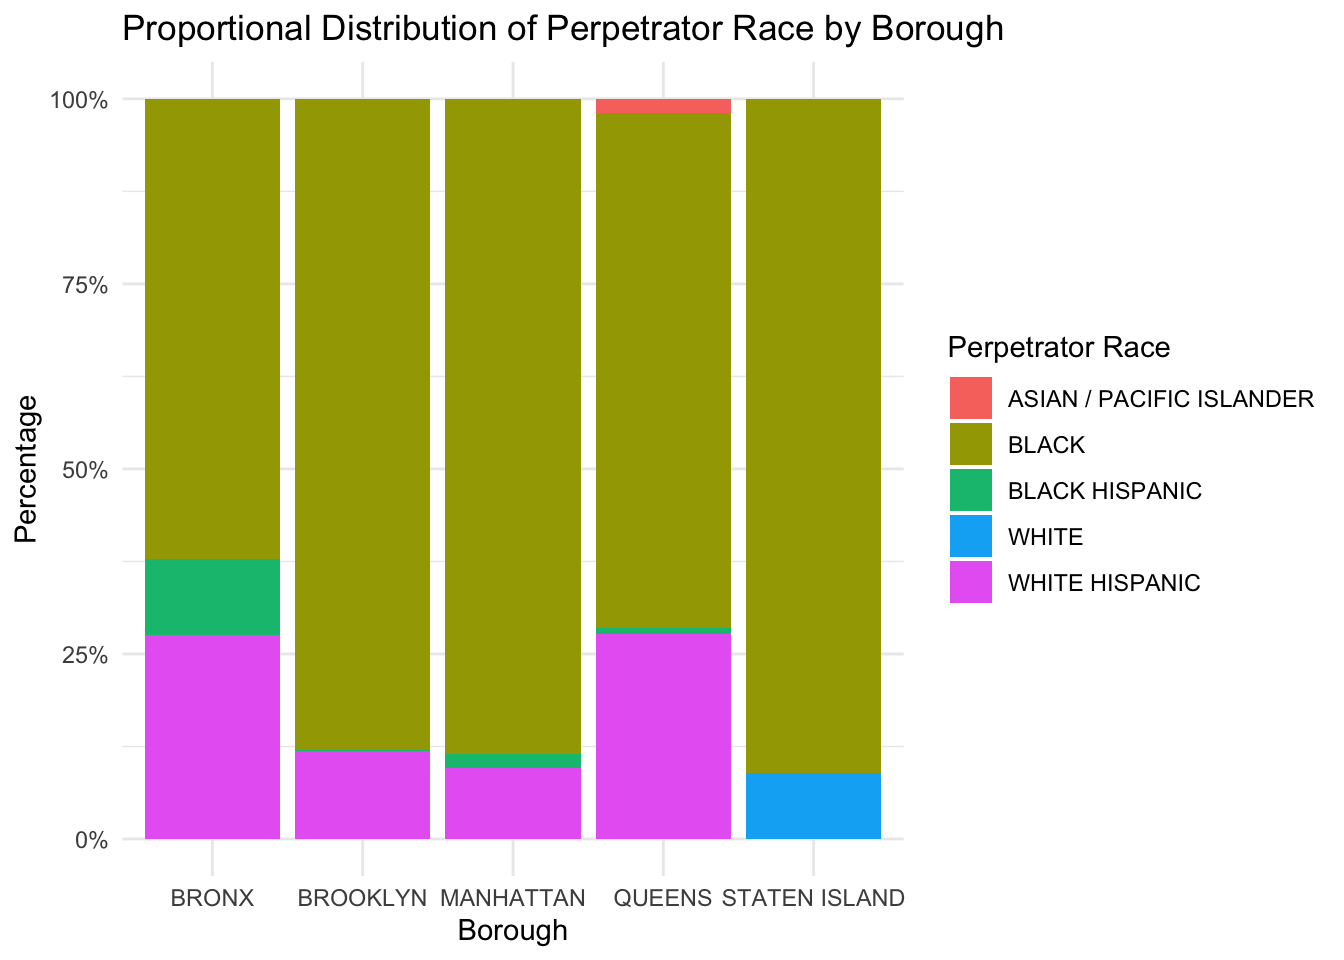 Proportional Distribution of Perpetrator Race by Borough
100%
75%
50%
25%
0%
Percentage
BRONX
BROOKLYN
MANHATTAN
QUEENS
STATEN ISLAND
Borough
Perpetrator Race
ASIAN / PACIFIC ISLANDER
BLACK
BLACK HISPANIC
WHITE
WHITE HISPANIC